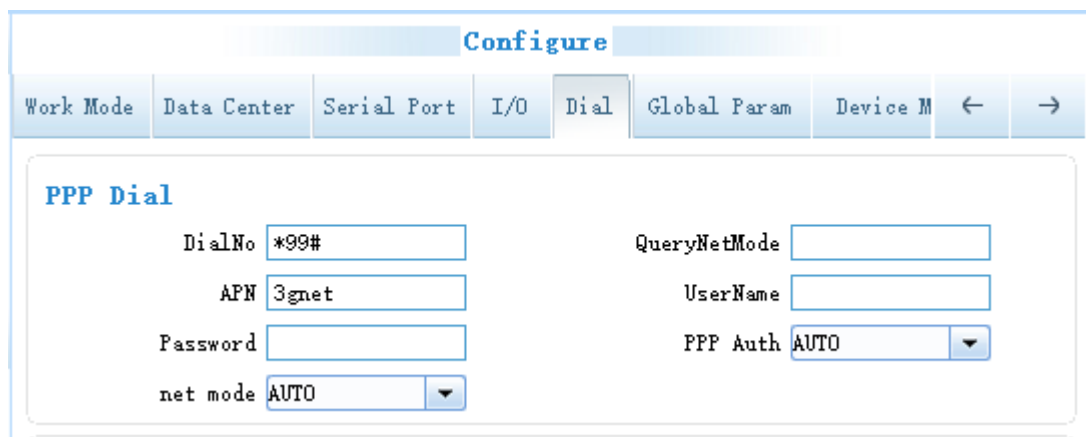 Configure
Work Mode Data Center Serial Port I/O Dial Global Param Device M ← →
PPP Dial
DialNo *99# QueryNetMode
APN 3gnet UserName
Password PPP Auth AUTO
net mode AUTO